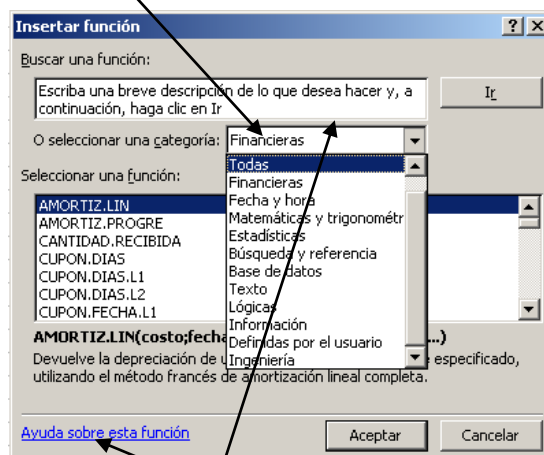 Insertar función
Buscar una función:
Escriba una breve descripción de lo que desea hacer y, a
continuación, haga clic en Ir
Ir
O seleccionar una categoría:
Financieras
Todas
Financieras
Fecha y hora
Matemáticas y trigonométr
Estadísticas
Búsqueda y referencia
Base de datos
Texto
Lógicas
Información
Definidas por el usuario
Ingeniería
Seleccionar una función:
AMORTIZ.LIN
AMORTIZ.PROGRE
CANTIDAD.RECIBIDA
CUPON.DIAS
CUPON.DIAS.L1
CUPON.DIAS.L2
CUPON.FECHA.L1
AMORTIZ.LIN(costo;fecha ...)
Devuelve la depreciación de especificado,
utilizando el método francés de amortización lineal completa.
Ayuda sobre esta función
Aceptar
Cancelar